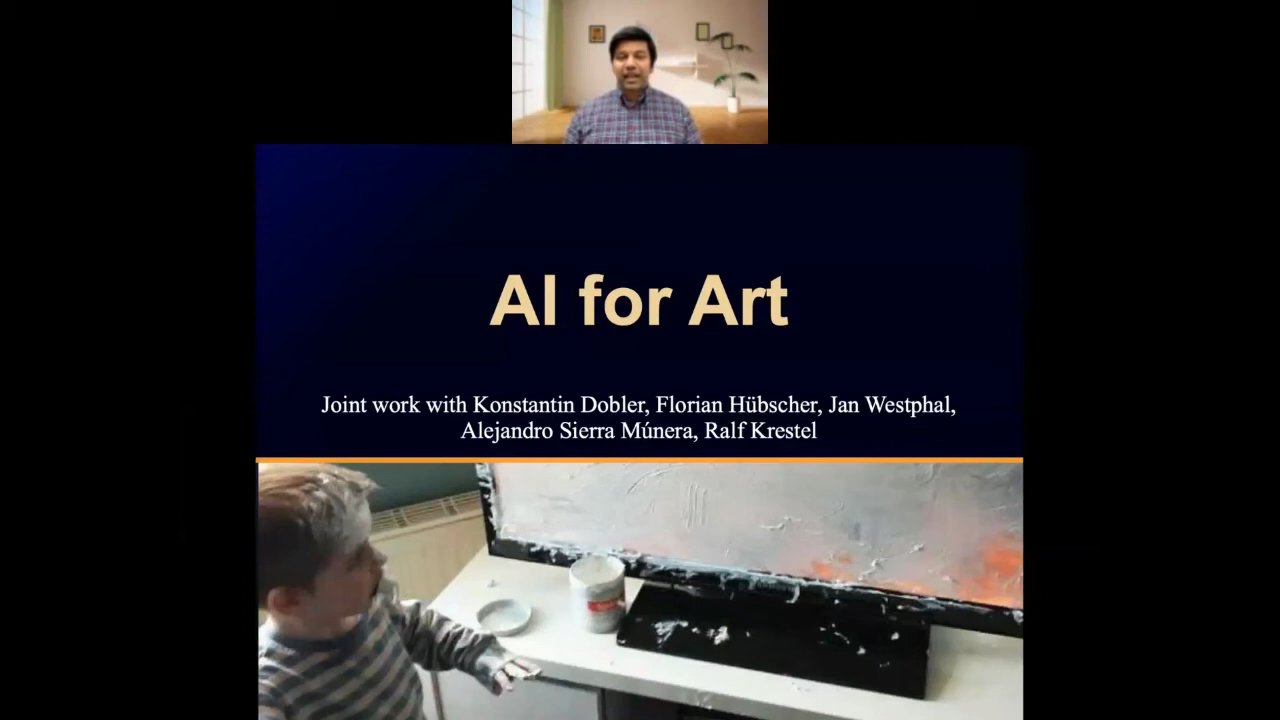 AI for Art
Joint work with Konstantin Dobler, Florian Hübscher, Jan Westphal,
Alejandro Sierra Múnera, Ralf Krestel